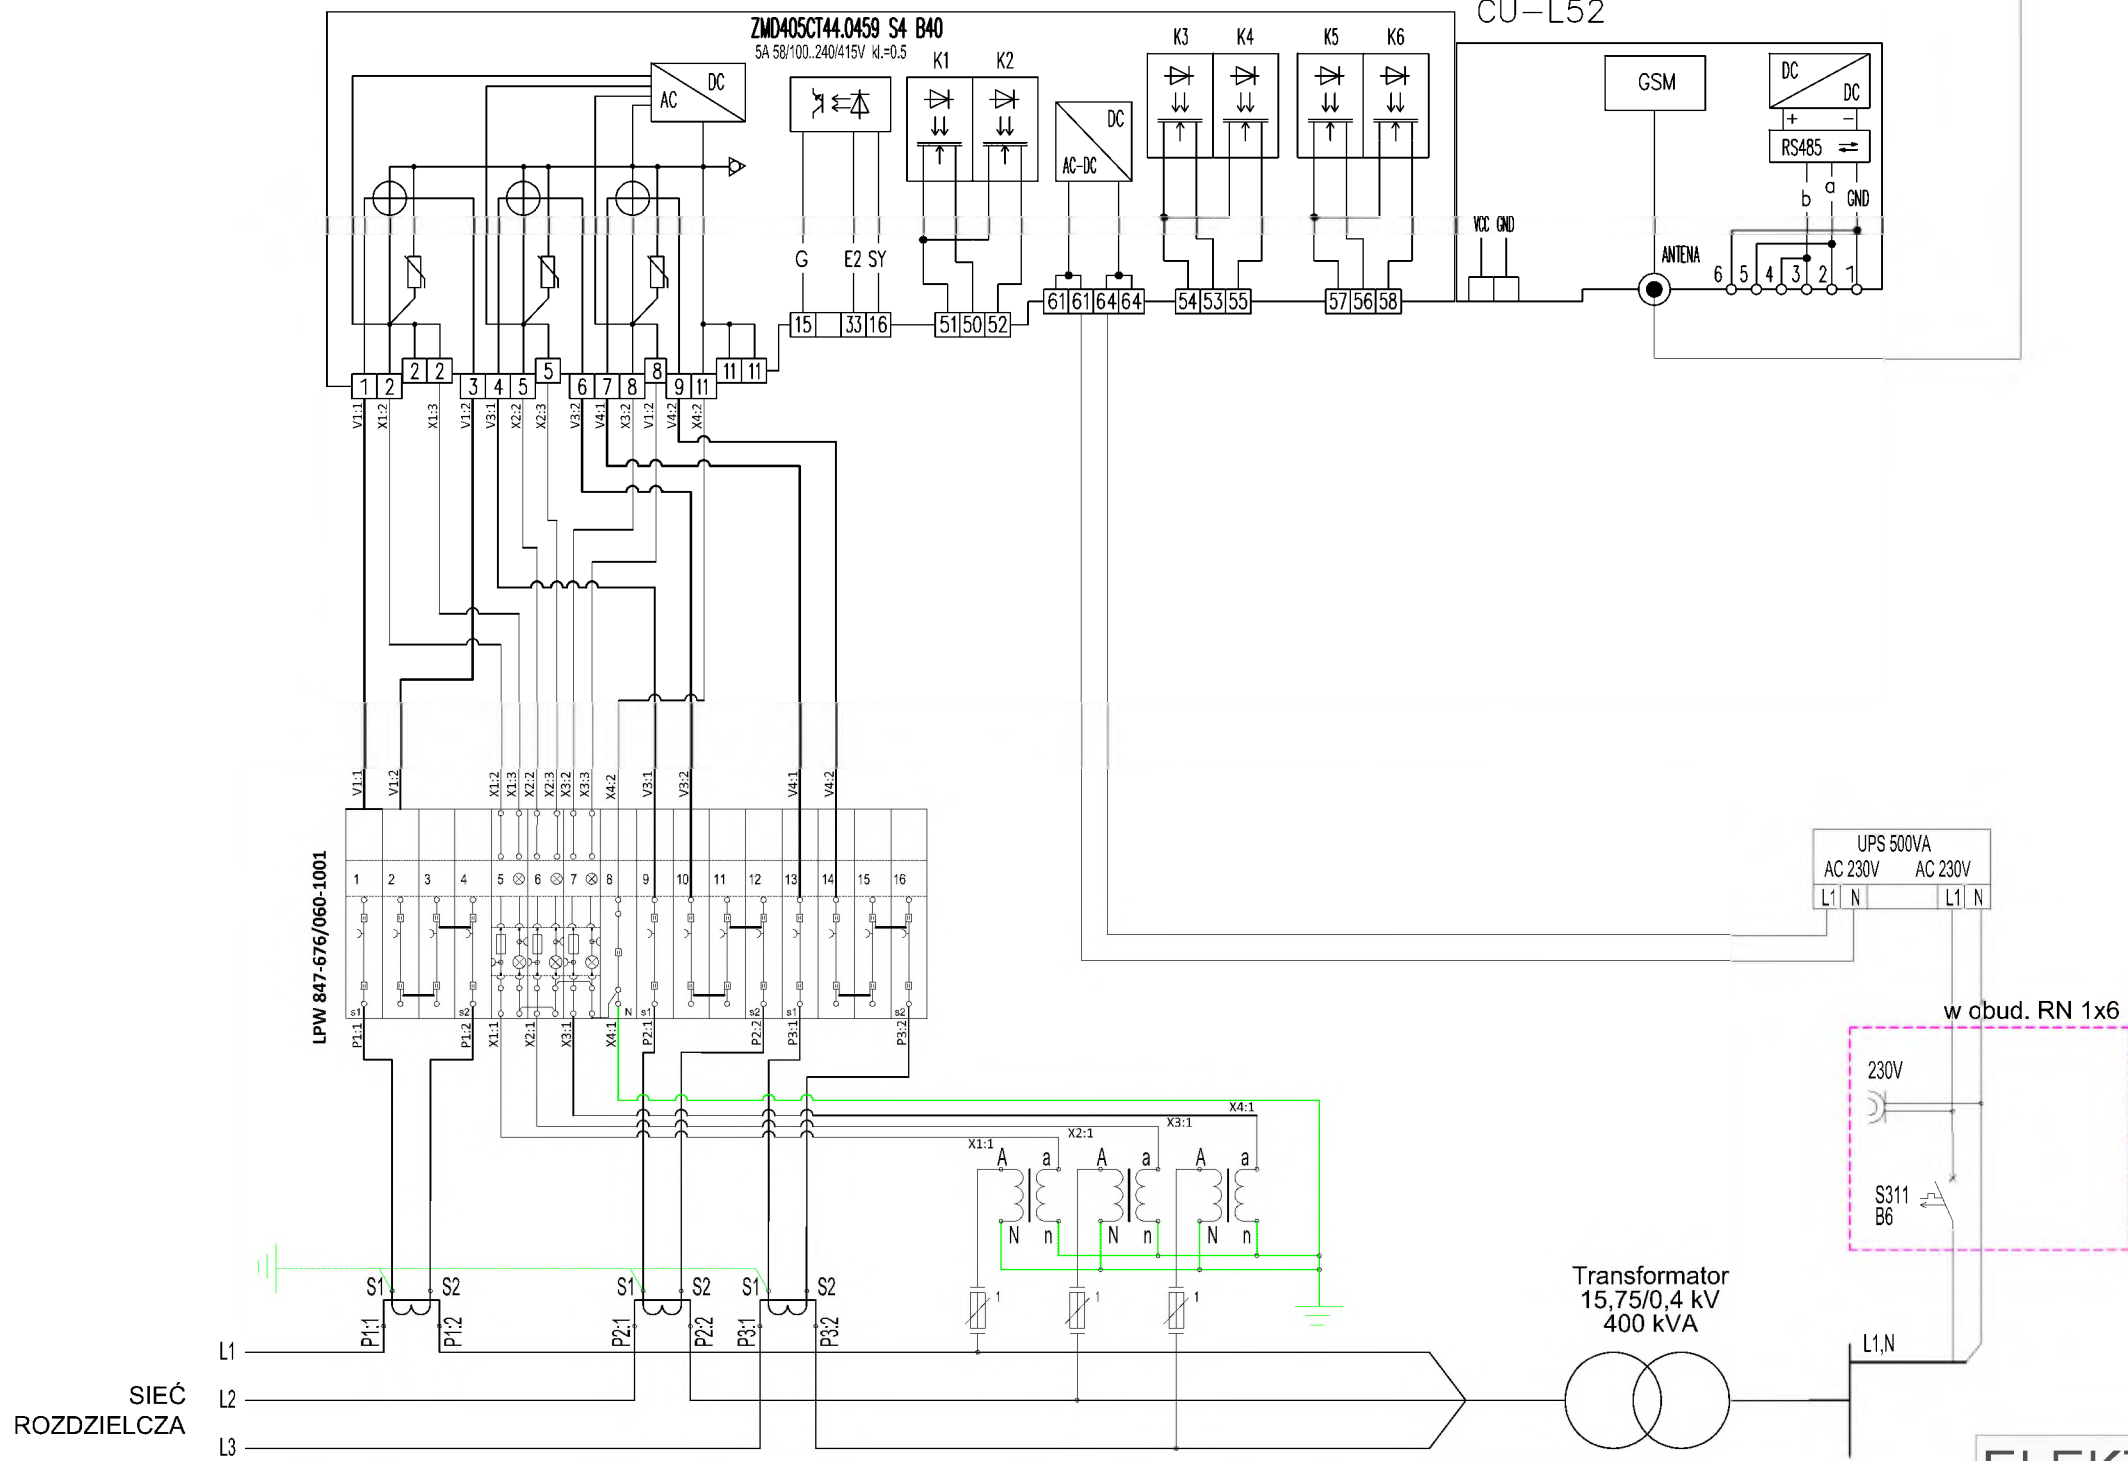 CU-L52
ZMD405CT44.0459 S4 B40
5A 58/100..240/415V kl.=0.5
K1 K2 K3 K4 K5 K6
AC DC
AC-DC DC
GSM
DC DC
+ -
RS485
b a GND
VCC GND
ANTENA
6 5 4 3 2 1
G E2 SY
15 33 16
51 50 52
61 61 64 64
54 53 55
57 56 58
1 2 2 2 3 4 5 5 6 7 8 8 9 11 11 11
V1:1 X1:2 X1:3 V1:2 V3:1 X2:2 X2:3 V3:2 V4:1 X3:2 V1:2 V4:2 X4:2
V1:1 V1:2 X1:2 X1:3 X2:2 X2:3 X3:2 X3:3 X4:2 V3:1 V3:2 V4:1 V4:2
LPW 847-676/060-1001
1 2 3 4 5 6 7 8 9 10 11 12 13 14 15 16
s1 s2 N s1 s2 s1 s2
P1:1 P1:2 X1:1 X2:1 X3:1 X4:1 P2:1 P2:2 P3:1 P3:2
UPS 500VA
AC 230V AC 230V
L1 N L1 N
w obud. RN 1x6
230V
S311
B6
X1:1 X2:1 X3:1 X4:1
A a A a A a
N n N n N n
S1 S2 S1 S2 S1 S2
1 1 1
P1:1 P1:2 P2:1 P2:2 P3:1 P3:2
Transformator
15,75/0,4 kV
400 kVA
L1,N
L1
SIEĆ
L2
ROZDZIELCZA
L3